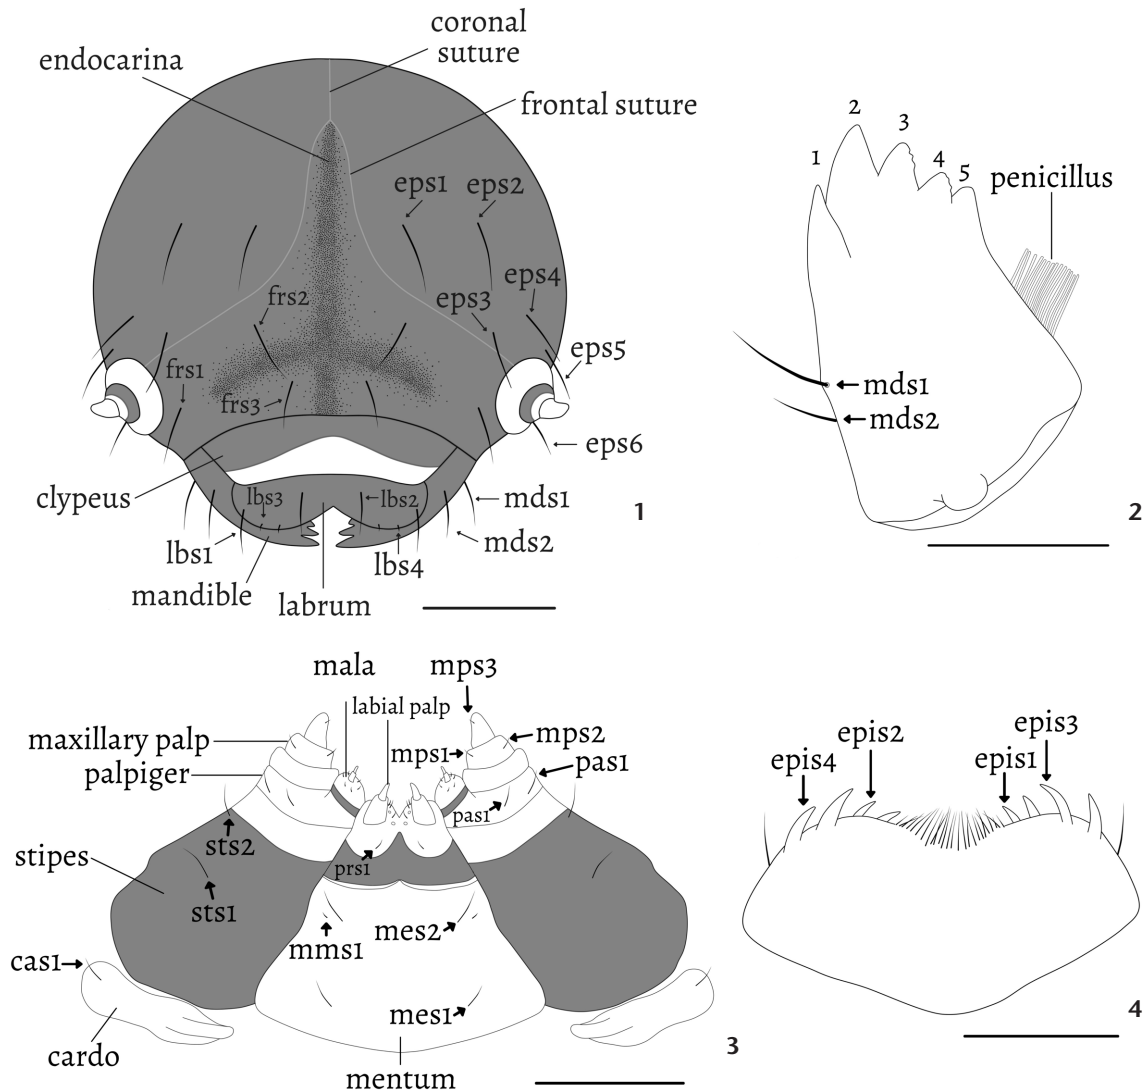 coronal
suture
endocarina
frontal suture
eps1
eps2
eps4
eps3
frs2
eps5
frs1
frs3
eps6
clypeus
lbs3
lbs2
mds1
lbs1
mds2
lbs4
mandible
labrum
1
1
2
3
4
5
penicillus
mds1
mds2
2
mala
mps3
labial palp
maxillary palp
mps1
mps2
palpiger
pas1
pas1
sts2
prs1
stipes
sts1
mms1
mes2
cas1
mes1
cardo
mentum
3
epis3
epis2
epis4
epis1
4